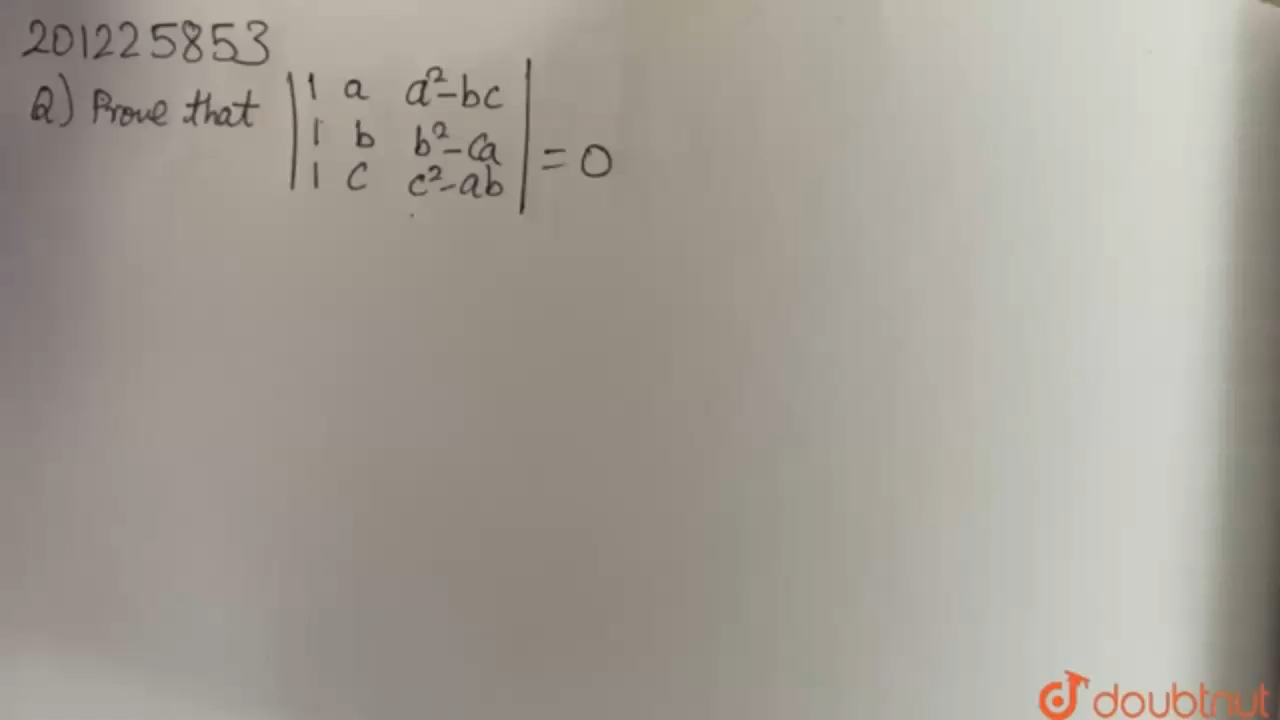 201225853
Q) Prove that | 1 a a²-bc |
| 1 b b²-ca | = 0
| 1 c c²-ab |
doubtnut